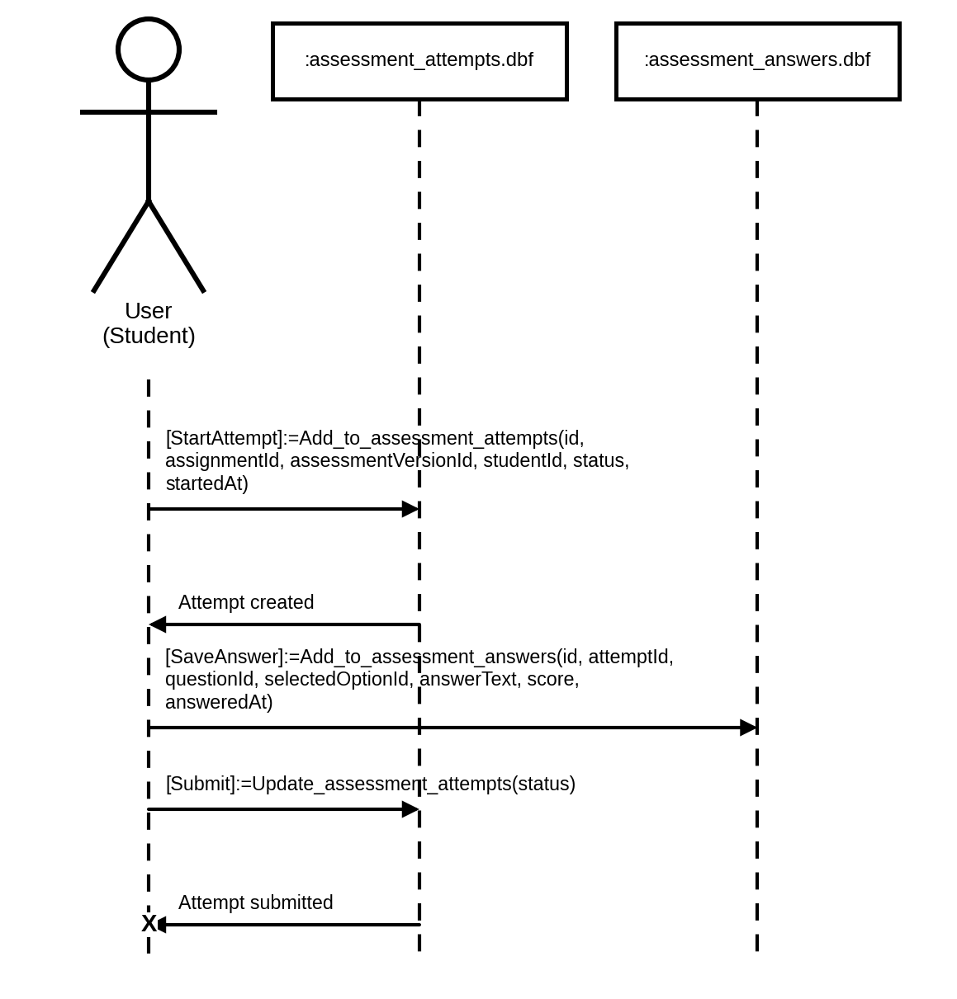 :assessment_attempts.dbf
:assessment_answers.dbf
User
(Student)
[StartAttempt]:=Add_to_assessment_attempts(id,
assignmentId, assessmentVersionId, studentId, status,
startedAt)
Attempt created
[SaveAnswer]:=Add_to_assessment_answers(id, attemptId,
questionId, selectedOptionId, answerText, score,
answeredAt)
[Submit]:=Update_assessment_attempts(status)
Attempt submitted
X